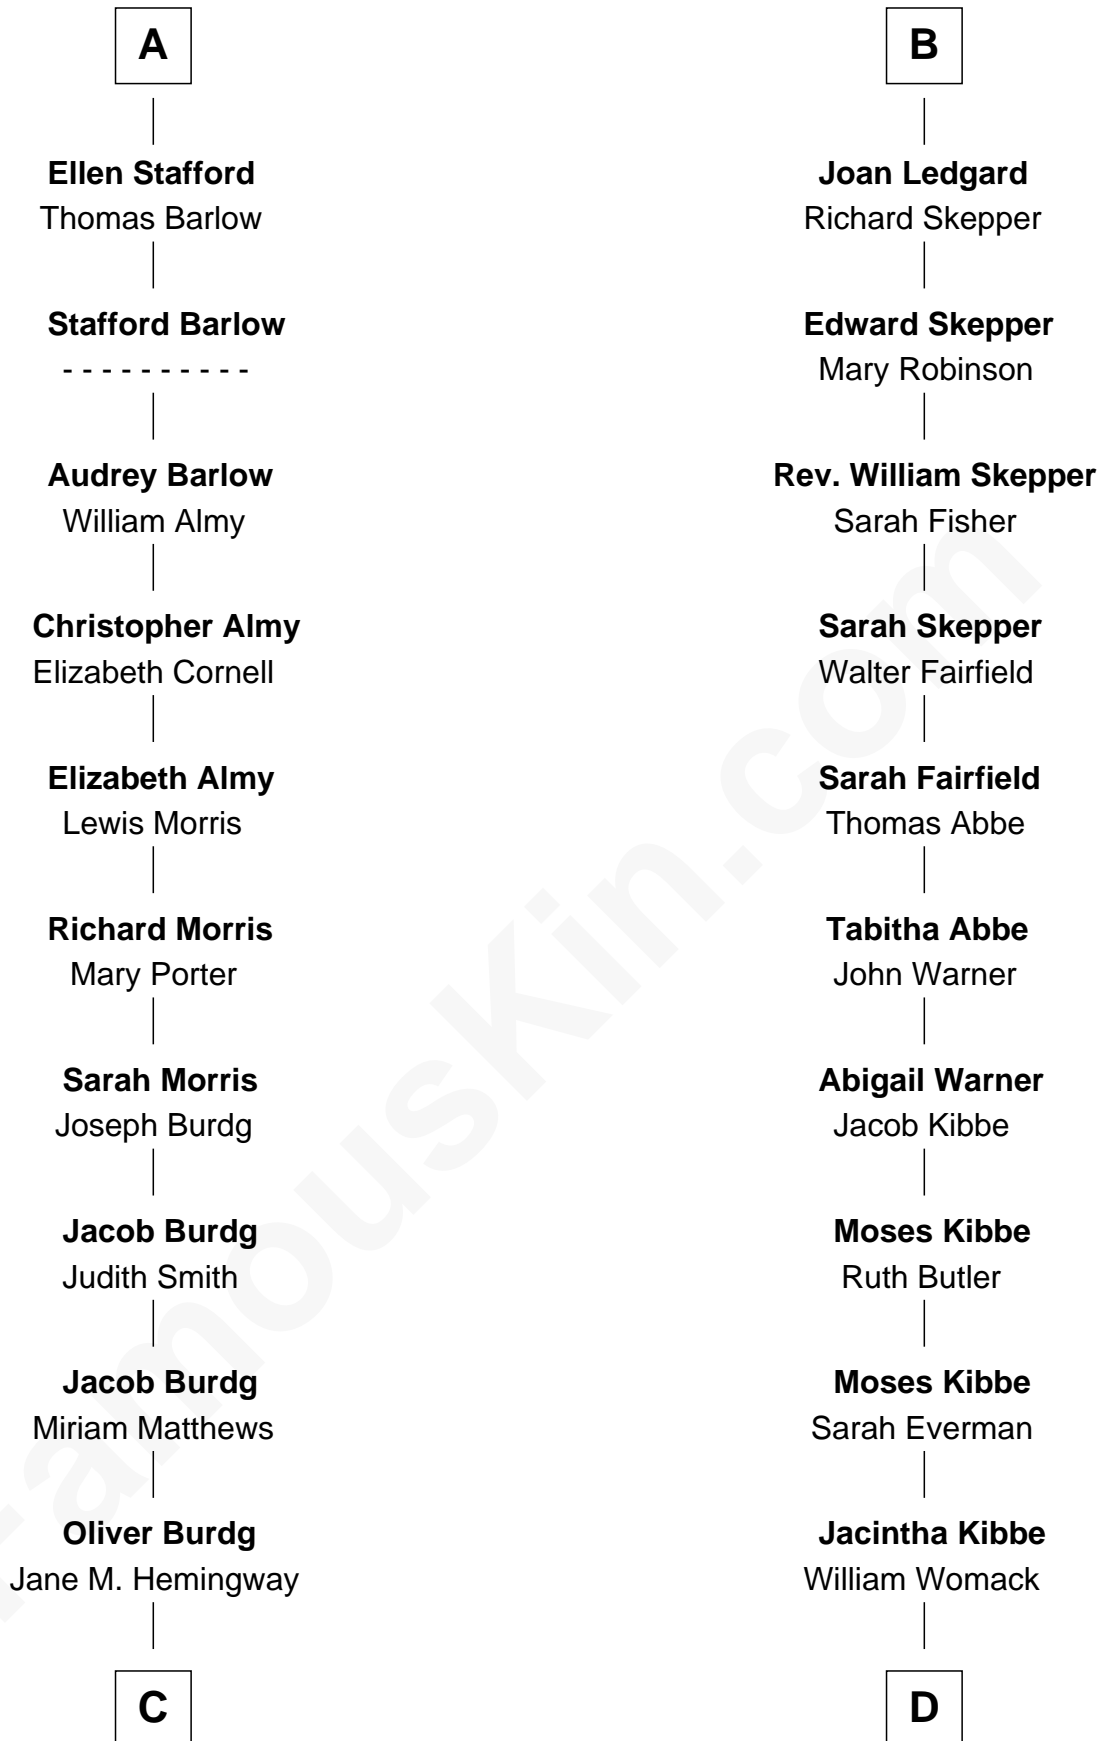 A
Ellen Stafford
Thomas Barlow
Stafford Barlow
- - - - - - - - - -
Audrey Barlow
William Almy
Christopher Almy
Elizabeth Cornell
Elizabeth Almy
Lewis Morris
Richard Morris
Mary Porter
Sarah Morris
Joseph Burdg
Jacob Burdg
Judith Smith
Jacob Burdg
Miriam Matthews
Oliver Burdg
Jane M. Hemingway
C
B
Joan Ledgard
Richard Skepper
Edward Skepper
Mary Robinson
Rev. William Skepper
Sarah Fisher
Sarah Skepper
Walter Fairfield
Sarah Fairfield
Thomas Abbe
Tabitha Abbe
John Warner
Abigail Warner
Jacob Kibbe
Moses Kibbe
Ruth Butler
Moses Kibbe
Sarah Everman
Jacintha Kibbe
William Womack
D
FamousKin.com